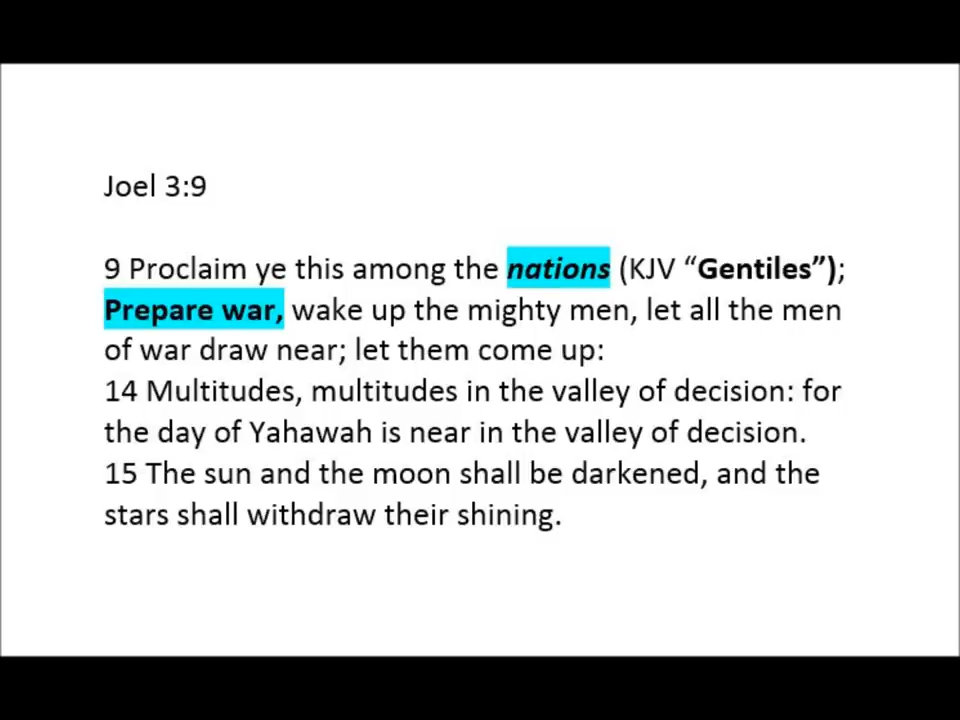 Joel 3:9
9 Proclaim ye this among the nations (KJV “Gentiles”);
Prepare war, wake up the mighty men, let all the men
of war draw near; let them come up:
14 Multitudes, multitudes in the valley of decision: for
the day of Yahawah is near in the valley of decision.
15 The sun and the moon shall be darkened, and the
stars shall withdraw their shining.